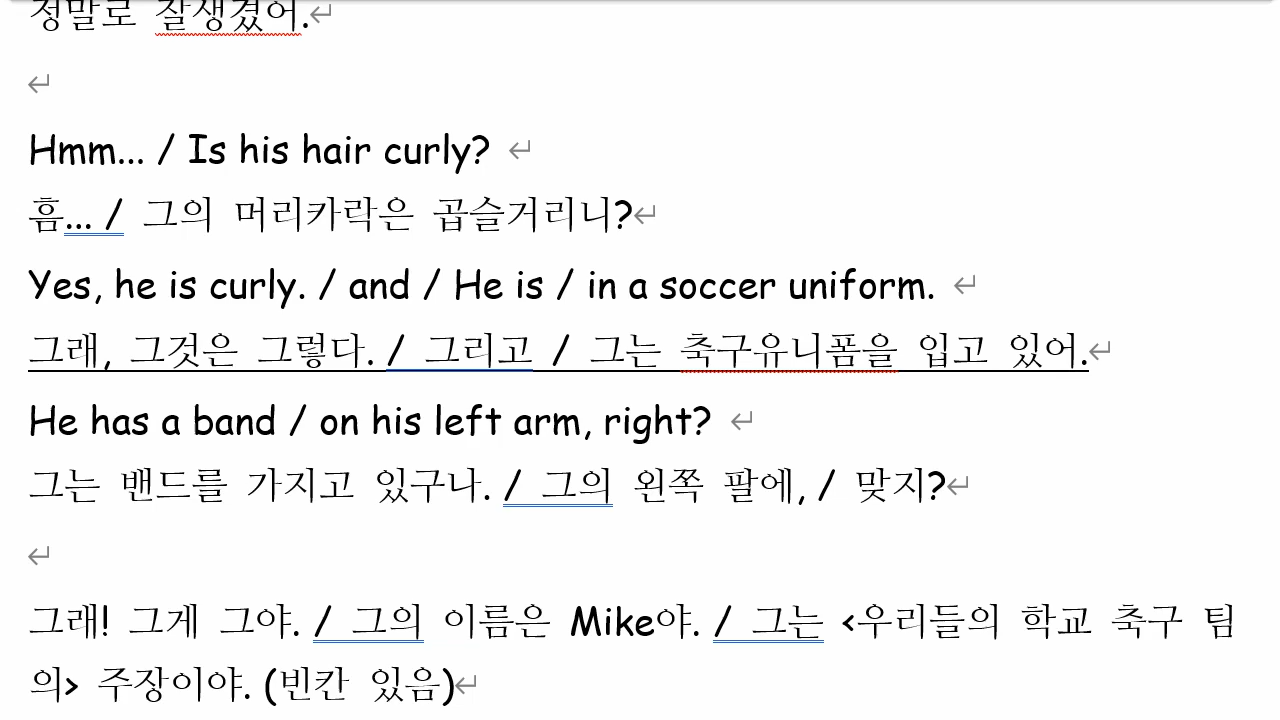 정말로 잘생겼어.
Hmm... / Is his hair curly?
흠... / 그의 머리카락은 곱슬거리니?
Yes, he is curly. / and / He is / in a soccer uniform.
그래, 그것은 그렇다. / 그리고 / 그는 축구유니폼을 입고 있어.
He has a band / on his left arm, right?
그는 밴드를 가지고 있구나. / 그의 왼쪽 팔에, / 맞지?
그래! 그게 그야. / 그의 이름은 Mike야. / 그는 <우리들의 학교 축구 팀
의> 주장이야. (빈칸 있음)